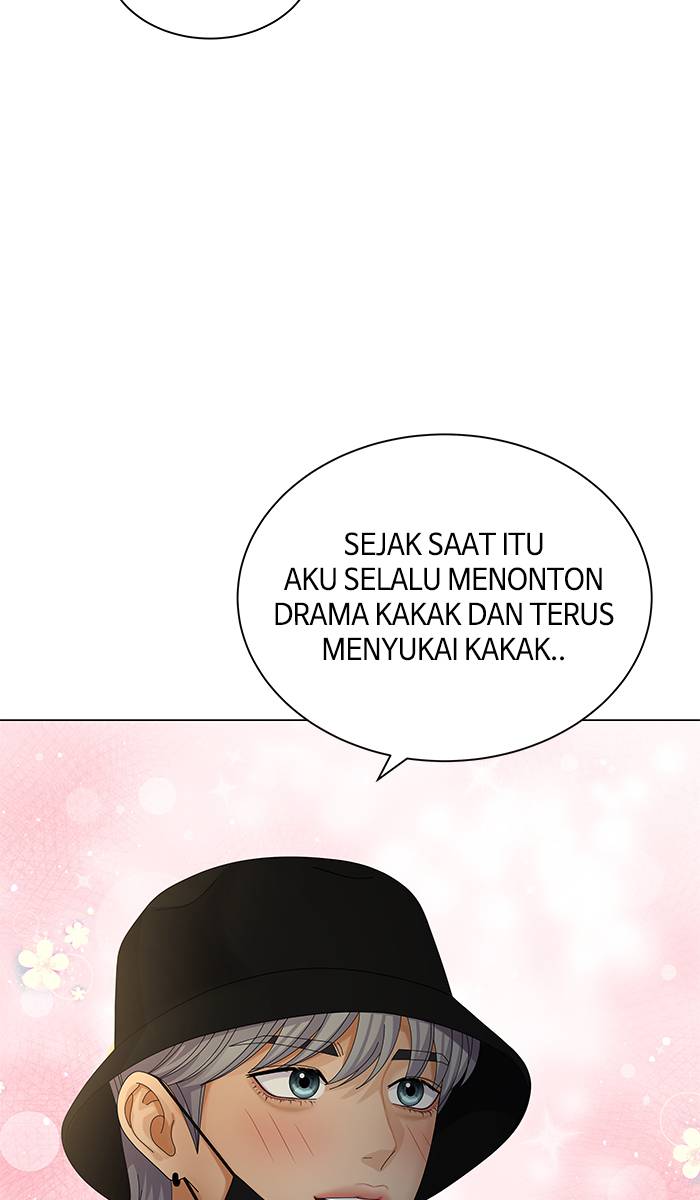 SEJAK SAAT ITU
AKU SELALU MENONTON
DRAMA KAKAK DAN TERUS
MENYUKAI KAKAK..